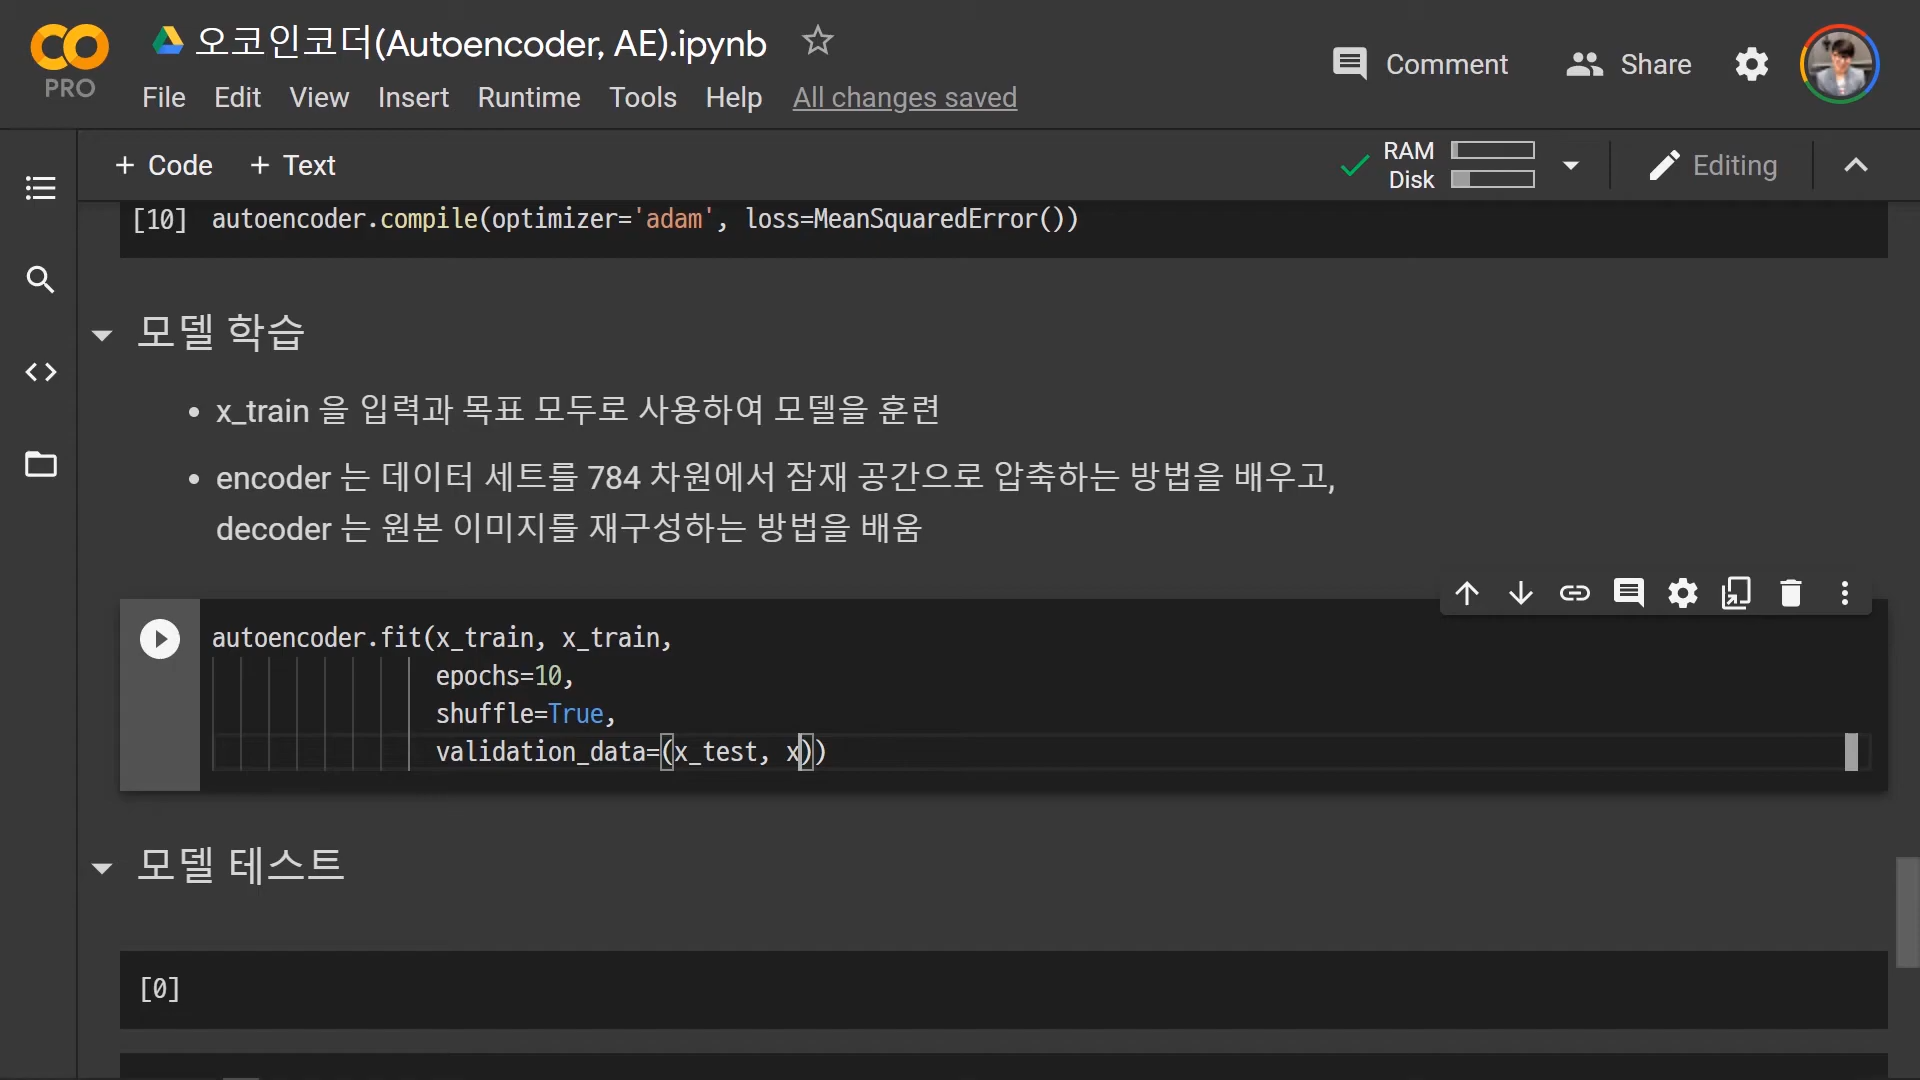 오코인코더(Autoencoder, AE).ipynb
PRO
File Edit View Insert Runtime Tools Help All changes saved
Comment
Share
+ Code + Text
RAM
Disk
Editing
[10] autoencoder.compile(optimizer='adam', loss=MeanSquaredError())
모델 학습
• x_train 을 입력과 목표 모두로 사용하여 모델을 훈련
• encoder 는 데이터 세트를 784 차원에서 잠재 공간으로 압축하는 방법을 배우고,
decoder 는 원본 이미지를 재구성하는 방법을 배움
autoencoder.fit(x_train, x_train,
epochs=10,
shuffle=True,
validation_data=(x_test, x))
모델 테스트
[0]